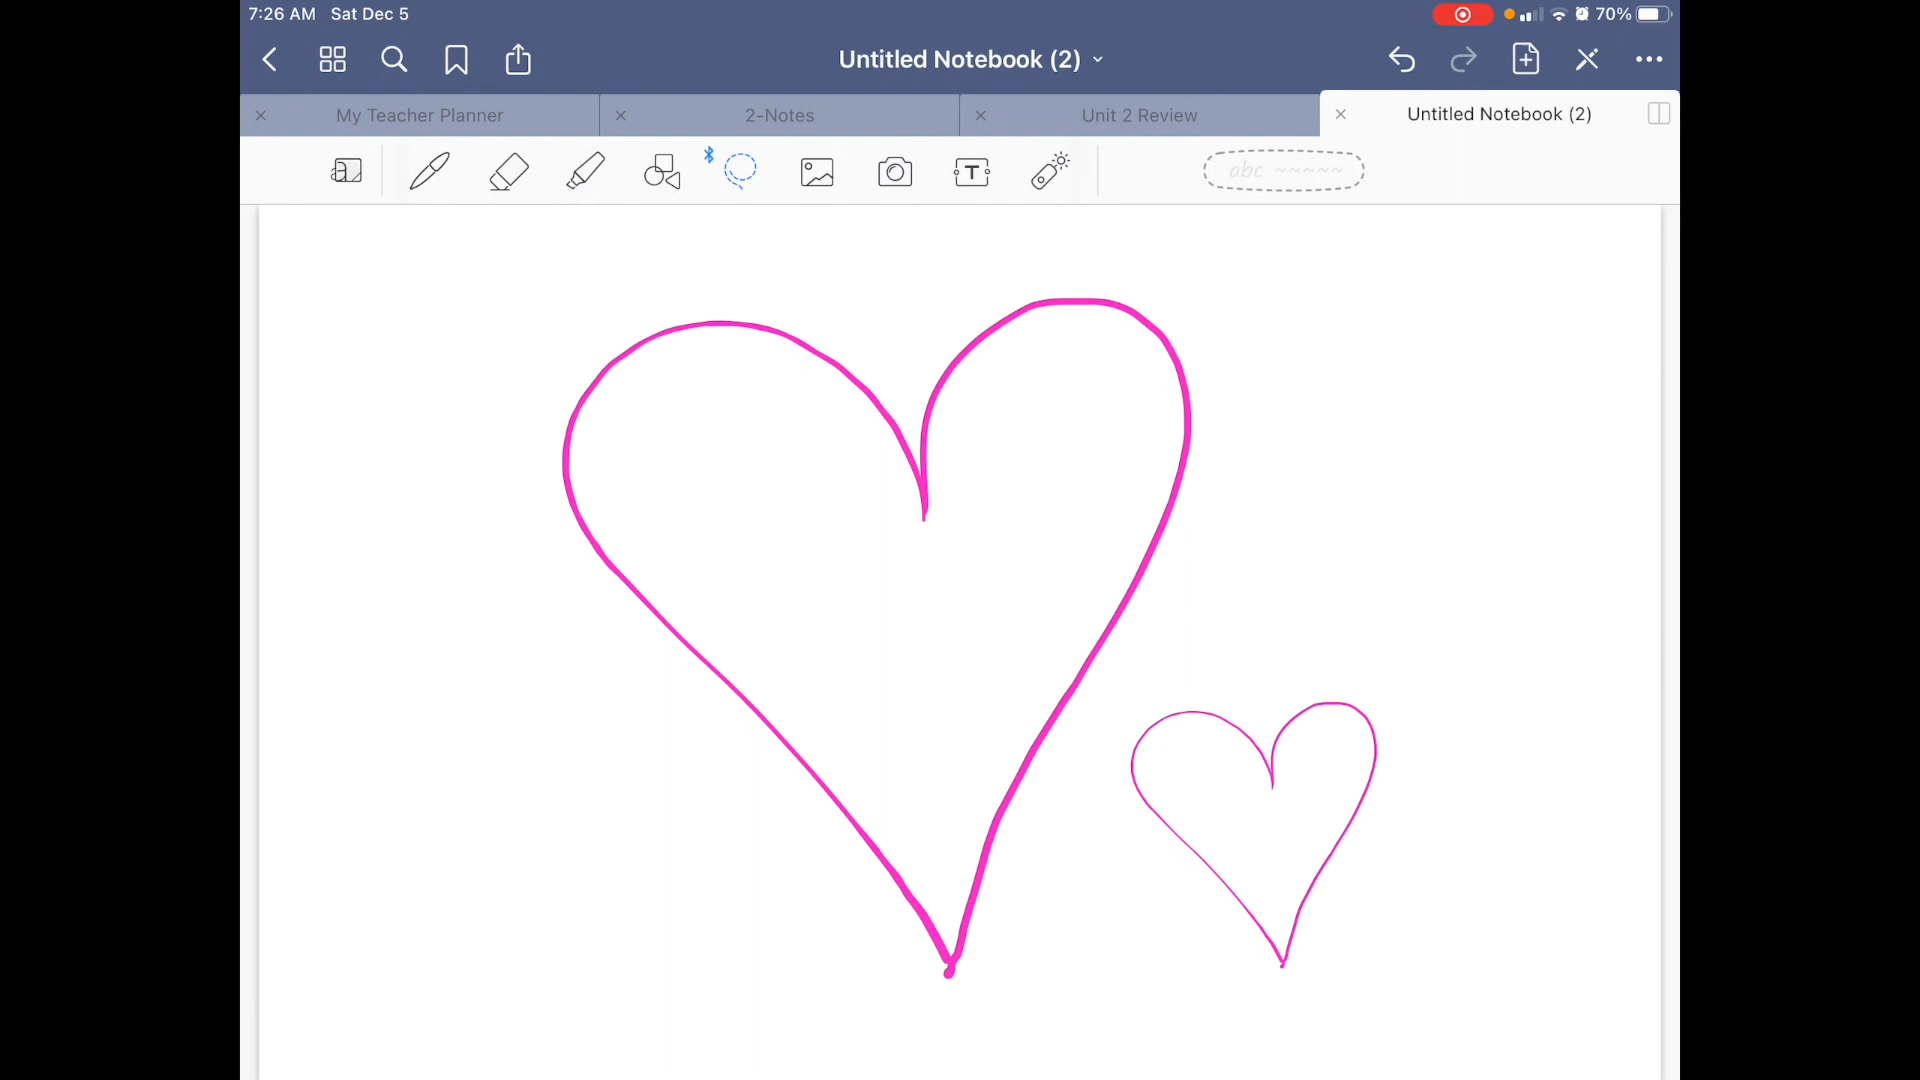 7:26 AM Sat Dec 5
70%
Untitled Notebook (2)
My Teacher Planner
2-Notes
Unit 2 Review
Untitled Notebook (2)
a
T
abc